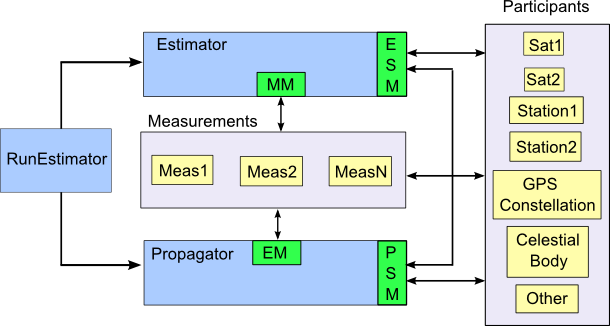 Participants
Estimator
E
S
M
MM
Sat1
Sat2
Station1
Station2
GPS
Constellation
Celestial
Body
Other
Measurements
Meas1
Meas2
MeasN
RunEstimator
Propagator
EM
P
S
M